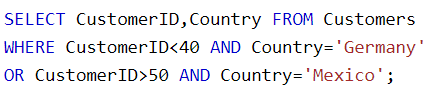 SELECT CustomerID,Country FROM Customers
WHERE CustomerID<40 AND Country='Germany'
OR CustomerID>50 AND Country='Mexico';